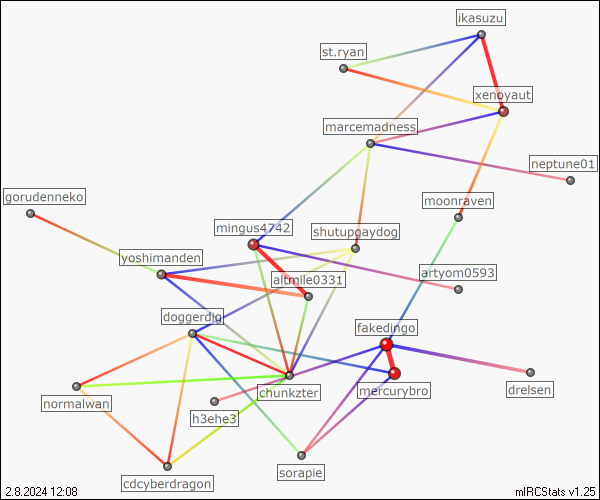 ikasuzu
st.ryan
xenoyaut
marcemadness
neptune01
gorudenneko
moonraven
mingus4742
shutupgaydog
yoshimanden
artyom0593
altmile0331
doggerdig
fakedingo
chunkzter
mercurybro
drelsen
normalwan
h3ehe3
sorapie
cdcyberdragon
2.8.2024 12:08
mIRCStats v1.25